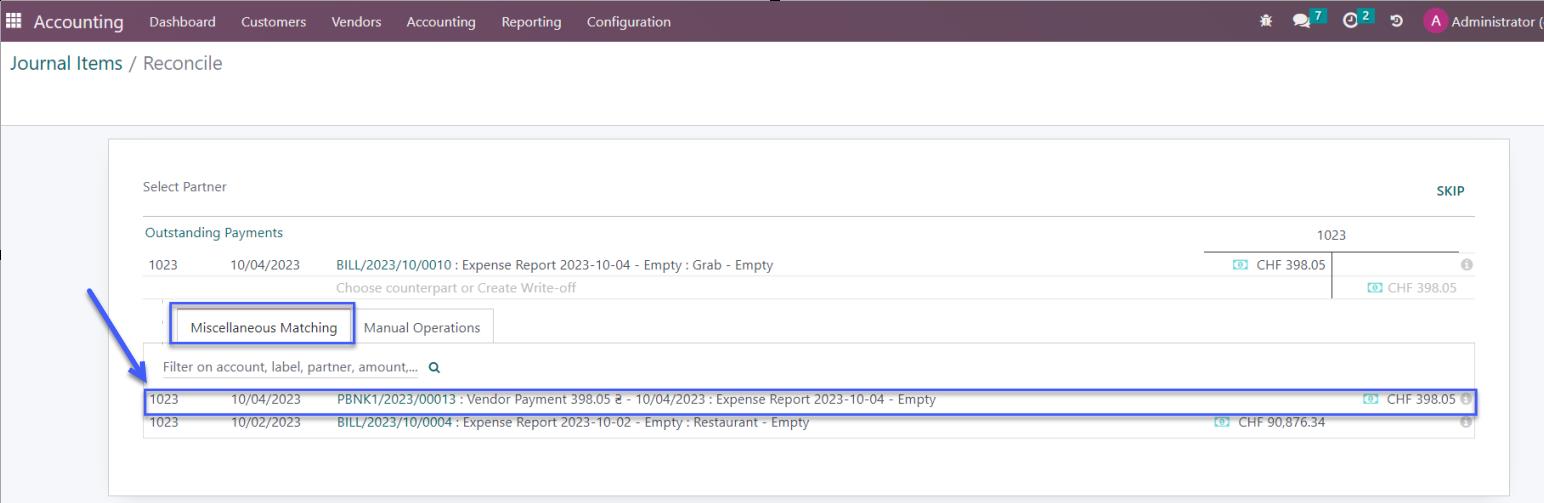 Accounting Dashboard Customers Vendors Accounting Reporting Configuration 7 2 A Administrator (
Journal Items / Reconcile
Select Partner SKIP
Outstanding Payments 1023
1023 10/04/2023 BILL/2023/10/0010 : Expense Report 2023-10-04 - Empty : Grab - Empty CHF 398.05
Choose counterpart or Create Write-off CHF 398.05
Miscellaneous Matching Manual Operations
Filter on account, label, partner, amount,...
1023 10/04/2023 PBNK1/2023/00013 : Vendor Payment 398.05 ₴ - 10/04/2023 : Expense Report 2023-10-04 - Empty CHF 398.05
1023 10/02/2023 BILL/2023/10/0004 : Expense Report 2023-10-02 - Empty : Restaurant - Empty CHF 90,876.34